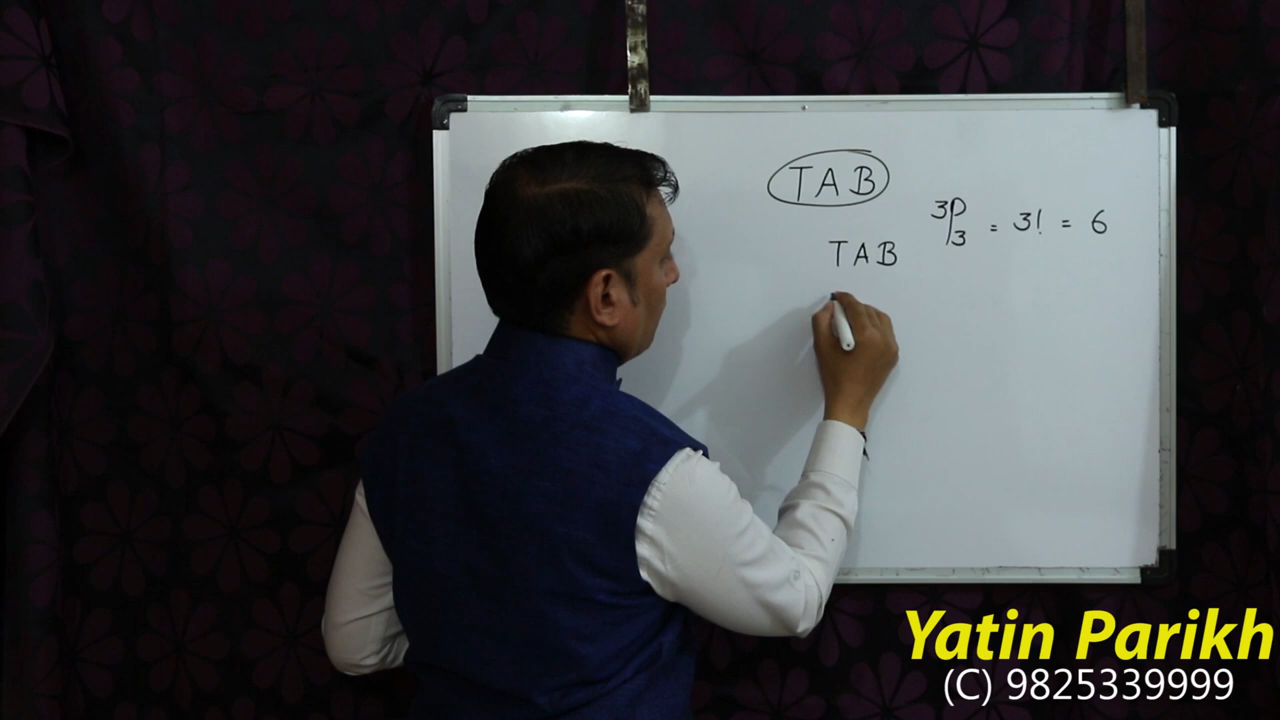 TAB
³P₃ = 3! = 6
TAB
Yatin Parikh
(C) 9825339999